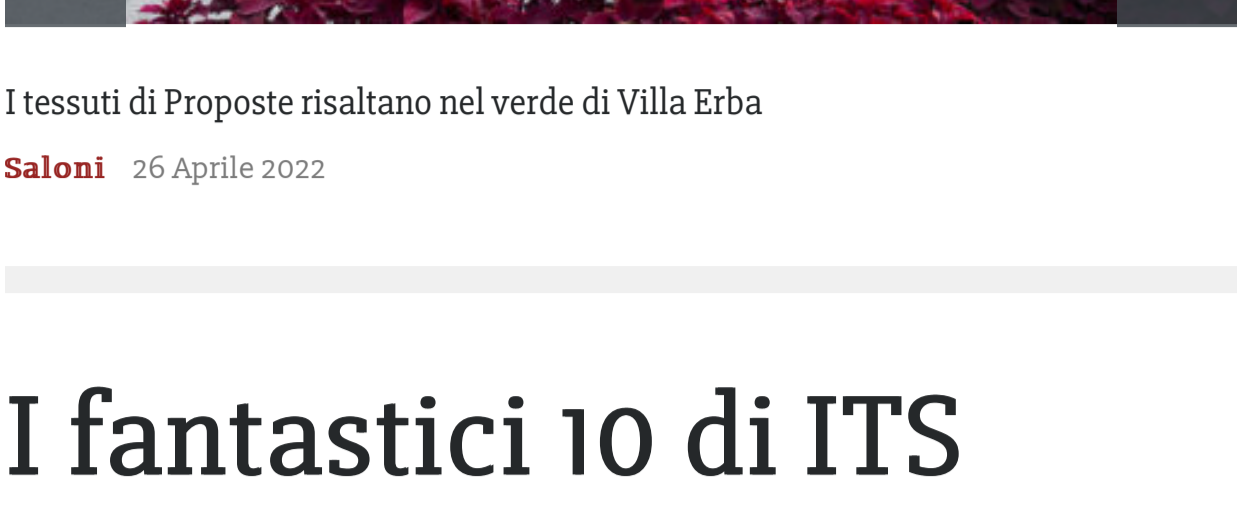 I tessuti di Proposte risaltano nel verde di Villa Erba
Saloni 26 Aprile 2022
I fantastici 10 di ITS